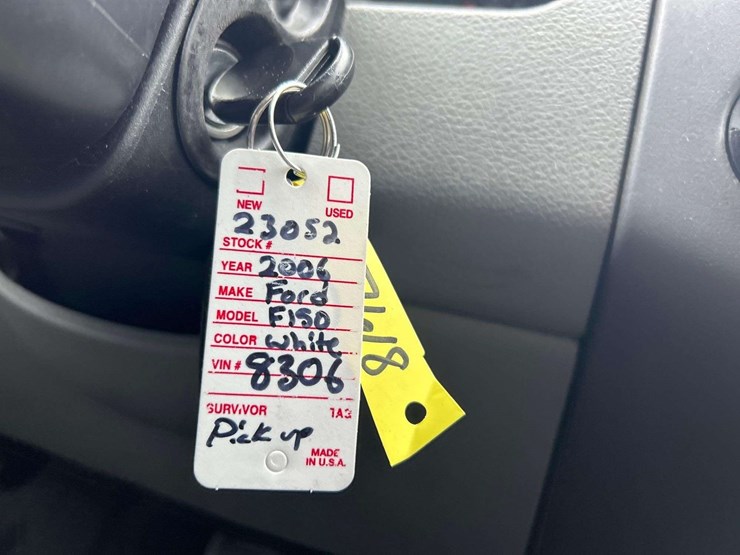 NEW USED
23052
STOCK #
YEAR 2006
MAKE Ford
MODEL F150
COLOR white
VIN # 8306
SURVIVOR TAG
Pick up
MADE
IN U.S.A.